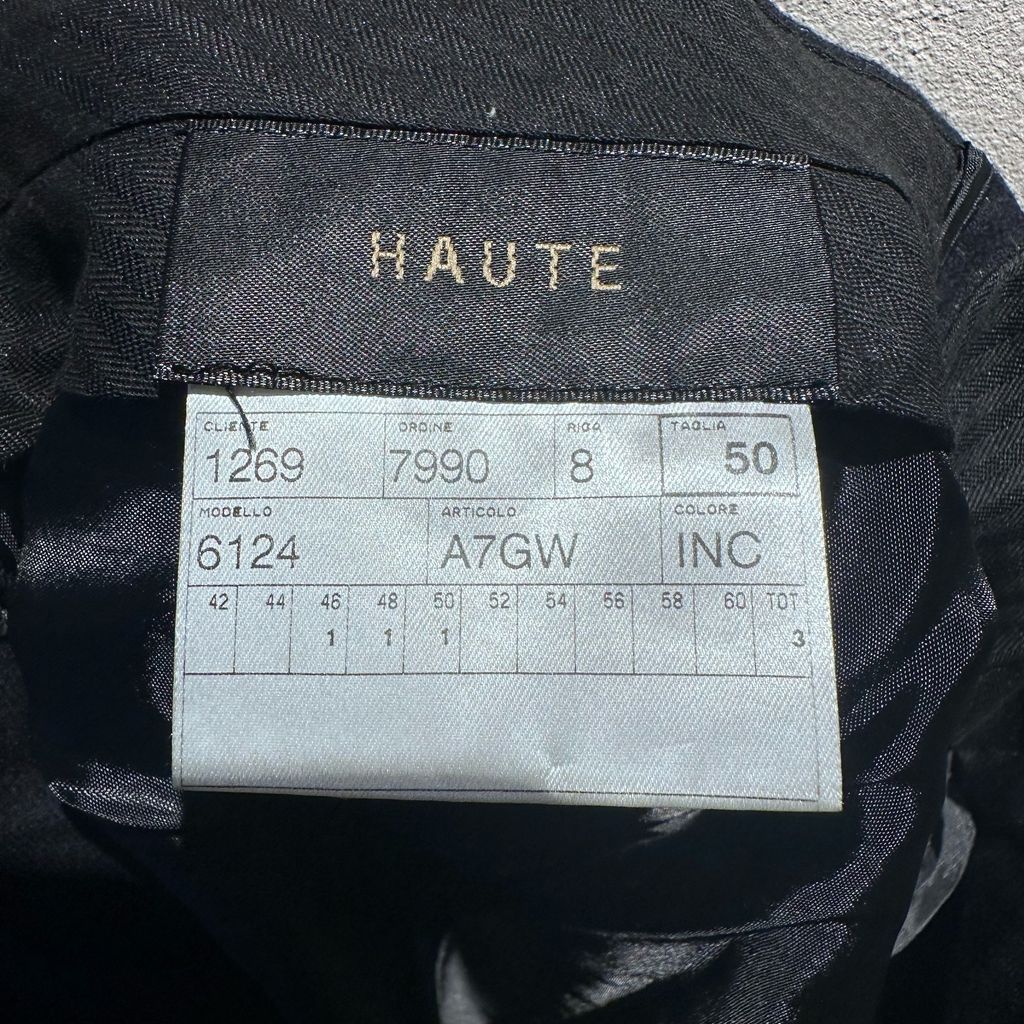 HAUTE
CLIENTE ORDINE RIGA TAGLIA
1269 7990 8 50
MODELLO ARTICOLO COLORE
6124 A7GW INC
42 44 46 48 50 52 54 56 58 60 TOT
1 1 1 3